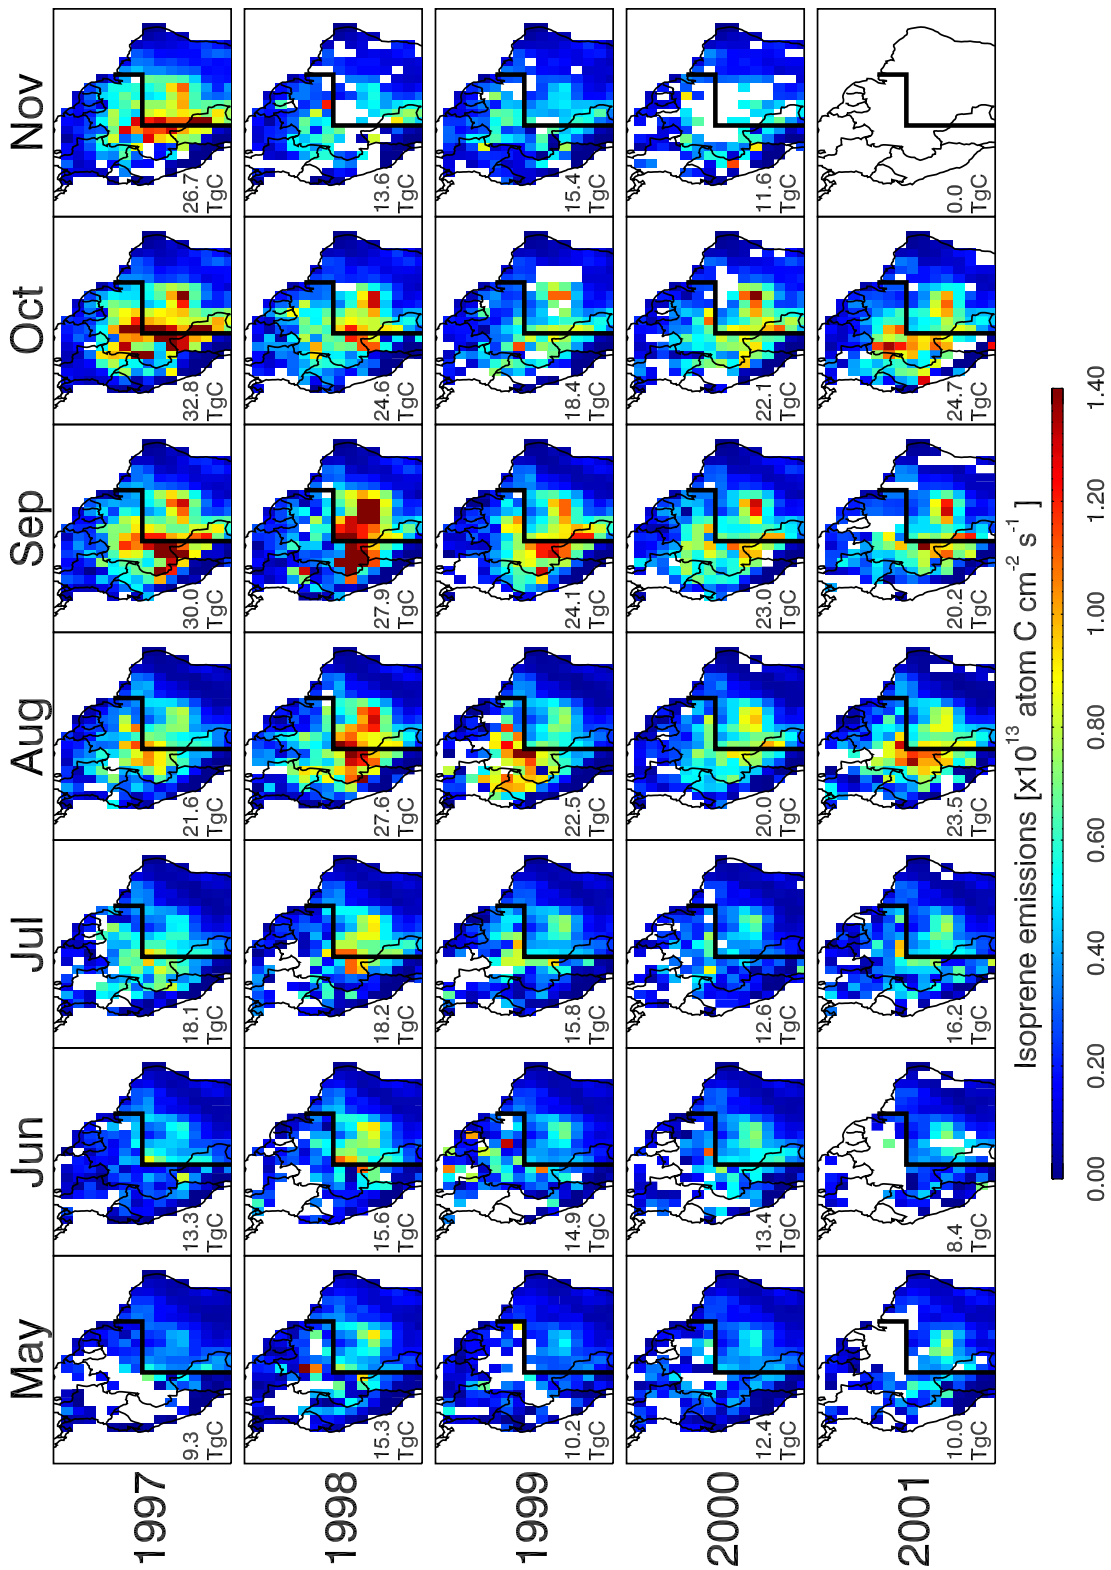 May Jun Jul Aug Sep Oct Nov
1997
9.3
TgC
13.3
TgC
18.1
TgC
21.6
TgC
30.0
TgC
32.8
TgC
26.7
TgC
1998
15.3
TgC
15.6
TgC
18.2
TgC
27.6
TgC
27.9
TgC
24.6
TgC
13.6
TgC
1999
10.2
TgC
14.9
TgC
15.8
TgC
22.5
TgC
24.1
TgC
18.4
TgC
15.4
TgC
2000
12.4
TgC
13.4
TgC
12.6
TgC
20.0
TgC
23.0
TgC
22.1
TgC
11.6
TgC
2001
10.0
TgC
8.4
TgC
16.2
TgC
23.5
TgC
20.2
TgC
24.7
TgC
0.0
TgC
Isoprene emissions [x10¹³ atom C cm⁻² s⁻¹ ]
0.00 0.20 0.40 0.60 0.80 1.00 1.20 1.40